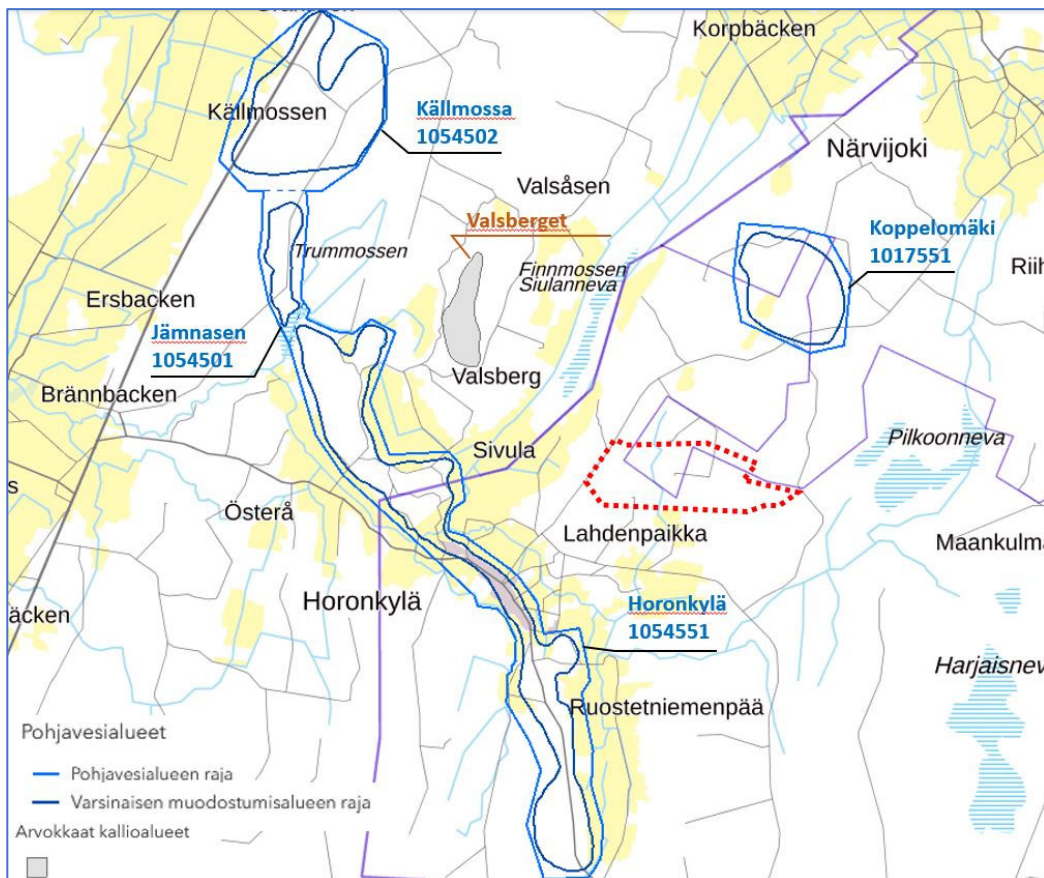 Korpbäcken
Källmossen
Källmossa
1054502
Närvijoki
Valsåsen
Valsberget
Koppelomäki
1017551
Trummossen
Finnmossen
Siulanneva
Riih
Ersbacken
Jämnasen
1054501
Valsberg
Brännbacken
Pilkoonneva
Sivula
s
Österå
Lahdenpaikka
Maankulma
Horonkylä
Horonkylä
1054551
äcken
Harjaisnev
Ruostetniemenpää
Pohjavesialueet
Pohjavesialueen raja
Varsinaisen muodostumisalueen raja
Arvokkaat kallioalueet